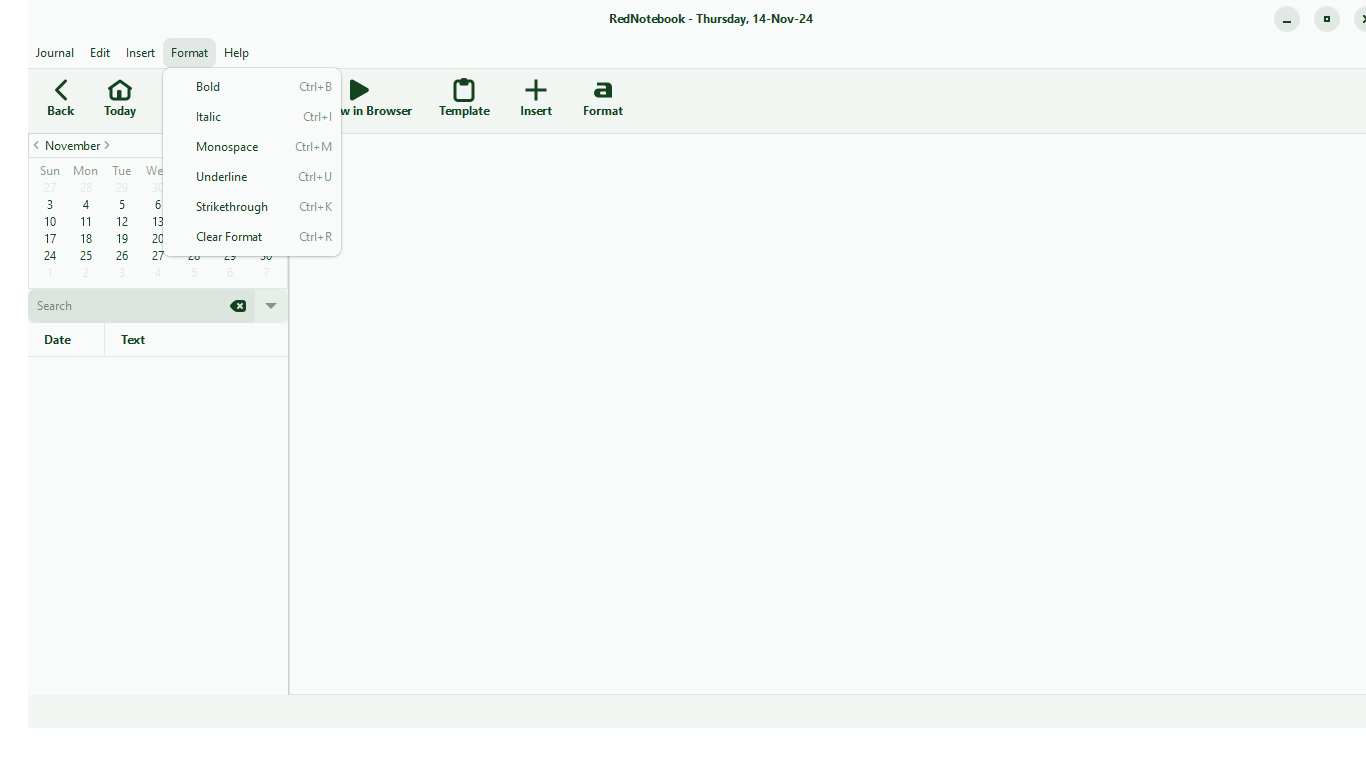 RedNotebook - Thursday, 14-Nov-24
Journal Edit Insert Format Help
Back Today w in Browser Template Insert Format
Bold Ctrl+B
Italic Ctrl+I
Monospace Ctrl+M
Underline Ctrl+U
Strikethrough Ctrl+K
Clear Format Ctrl+R
November
Sun Mon Tue We
27 28 29 30
3 4 5 6
10 11 12 13
17 18 19 20
24 25 26 27 28 29 30
1 2 3 4 5 6 7
Search
Date Text